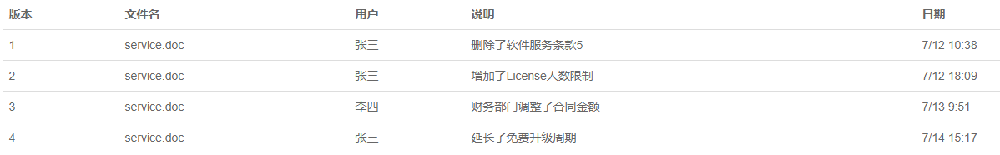 版本 文件名 用户 说明 日期
1 service.doc 张三 删除了软件服务条款5 7/12 10:38
2 service.doc 张三 增加了License人数限制 7/12 18:09
3 service.doc 李四 财务部门调整了合同金额 7/13 9:51
4 service.doc 张三 延长了免费升级周期 7/14 15:17